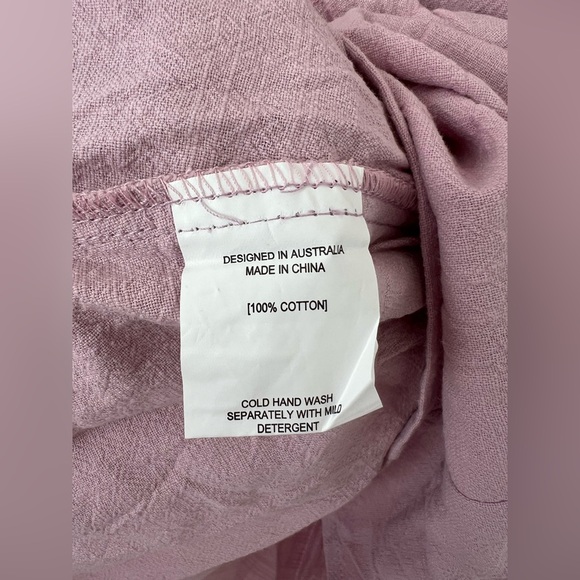 DESIGNED IN AUSTRALIA
MADE IN CHINA
[100% COTTON]
COLD HAND WASH
SEPARATELY WITH MILD
DETERGENT